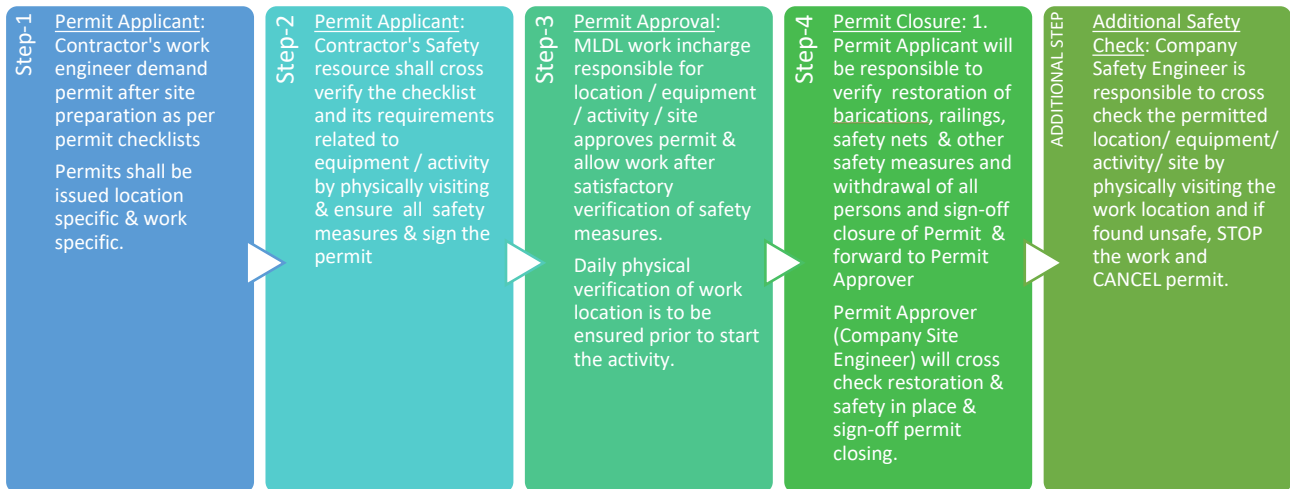 Step-1
Permit Applicant:
Contractor's work
engineer demand
permit after site
preparation as per
permit checklists
Permits shall be
issued location
specific & work
specific.
Step-2
Permit Applicant:
Contractor's Safety
resource shall cross
verify the checklist
and its requirements
related to
equipment / activity
by physically visiting
& ensure all safety
measures & sign the
permit
Step-3
Permit Approval:
MLDL work incharge
responsible for
location / equipment
/ activity / site
approves permit &
allow work after
satisfactory
verification of safety
measures.
Daily physical
verification of work
location is to be
ensured prior to start
the activity.
Step-4
Permit Closure: 1.
Permit Applicant will
be responsible to
verify restoration of
barications, railings,
safety nets & other
safety measures and
withdrawal of all
persons and sign-off
closure of Permit &
forward to Permit
Approver
Permit Approver
(Company Site
Engineer) will cross
check restoration &
safety in place &
sign-off permit
closing.
ADDITIONAL STEP
Additional Safety
Check: Company
Safety Engineer is
responsible to cross
check the permitted
location/ equipment/
activity/ site by
physically visiting the
work location and if
found unsafe, STOP
the work and
CANCEL permit.